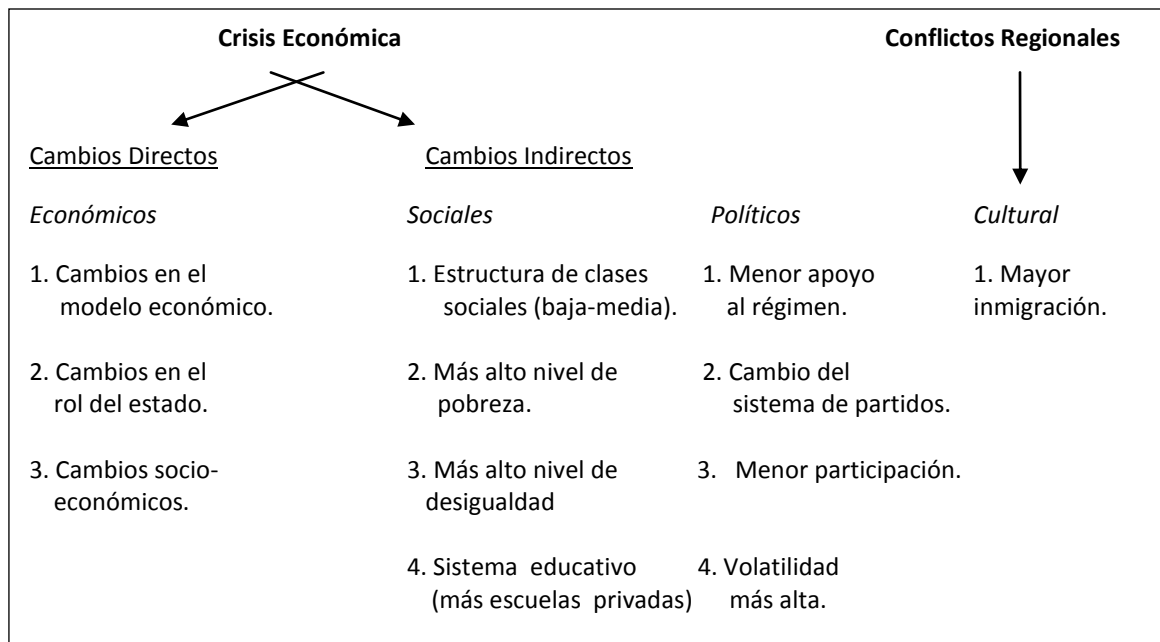 Crisis Económica
Conflictos Regionales
Cambios Directos
Cambios Indirectos
Económicos
Sociales
Políticos
Cultural
1. Cambios en el
modelo económico.
2. Cambios en el
rol del estado.
3. Cambios socio-
económicos.
1. Estructura de clases
sociales (baja-media).
2. Más alto nivel de
pobreza.
3. Más alto nivel de
desigualdad
4. Sistema educativo
(más escuelas privadas)
1. Menor apoyo
al régimen.
2. Cambio del
sistema de partidos.
3. Menor participación.
4. Volatilidad
más alta.
1. Mayor
inmigración.